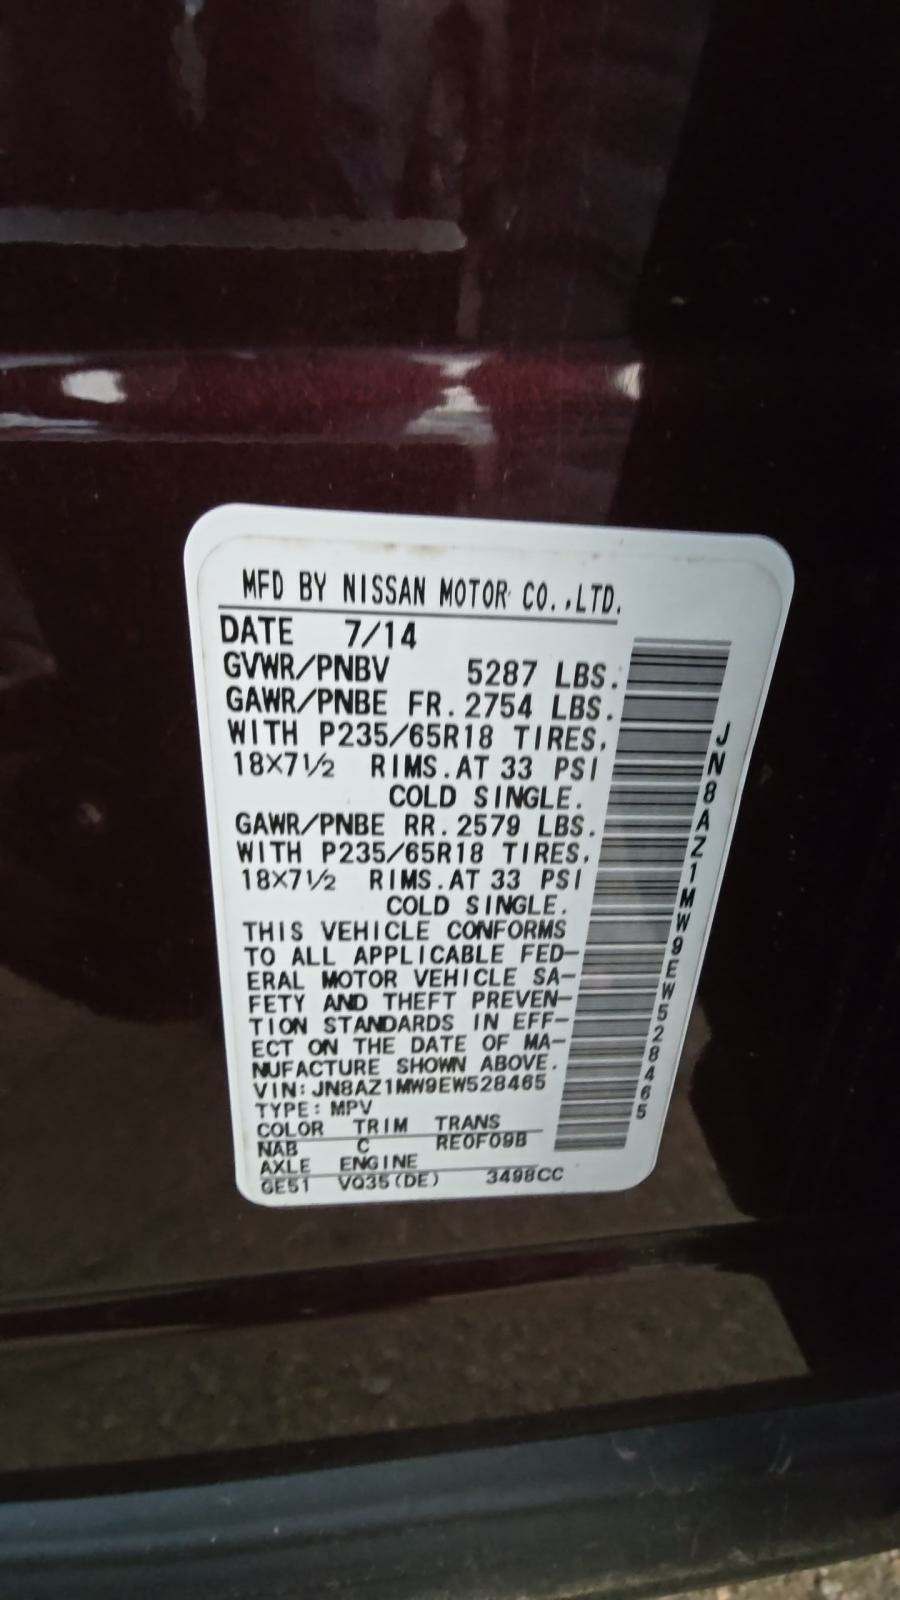 MFD BY NISSAN MOTOR CO.,LTD.
DATE 7/14
GVWR/PNBV 5287 LBS.
GAWR/PNBE FR.2754 LBS.
WITH P235/65R18 TIRES,
18X7½ RIMS.AT 33 PSI
COLD SINGLE.
GAWR/PNBE RR.2579 LBS.
WITH P235/65R18 TIRES,
18X7½ RIMS.AT 33 PSI
COLD SINGLE.
THIS VEHICLE CONFORMS
TO ALL APPLICABLE FED-
ERAL MOTOR VEHICLE SA-
FETY AND THEFT PREVEN-
TION STANDARDS IN EFF-
ECT ON THE DATE OF MA-
NUFACTURE SHOWN ABOVE.
VIN:JN8AZ1MW9EW528465
TYPE:MPV
COLOR TRIM TRANS
NAB C RE0F09B
AXLE ENGINE
GE51 VQ35(DE) 3498CC
JN8AZ1MW9EW528465